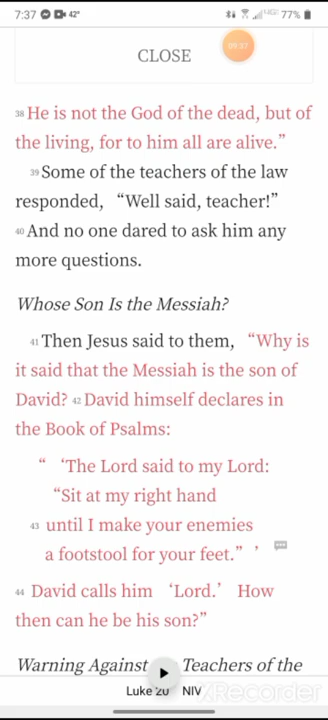 7:37 42° 77%
CLOSE
09:37
38 He is not the God of the dead, but of
the living, for to him all are alive.”
39 Some of the teachers of the law
responded, “Well said, teacher!”
40 And no one dared to ask him any
more questions.
Whose Son Is the Messiah?
41 Then Jesus said to them, “Why is
it said that the Messiah is the son of
David? 42 David himself declares in
the Book of Psalms:
“ ‘The Lord said to my Lord:
“Sit at my right hand
43 until I make your enemies
a footstool for your feet.” ’
44 David calls him ‘Lord.’ How
then can he be his son?”
Warning Against Teachers of the
Luke 20 NIV
XRecorder